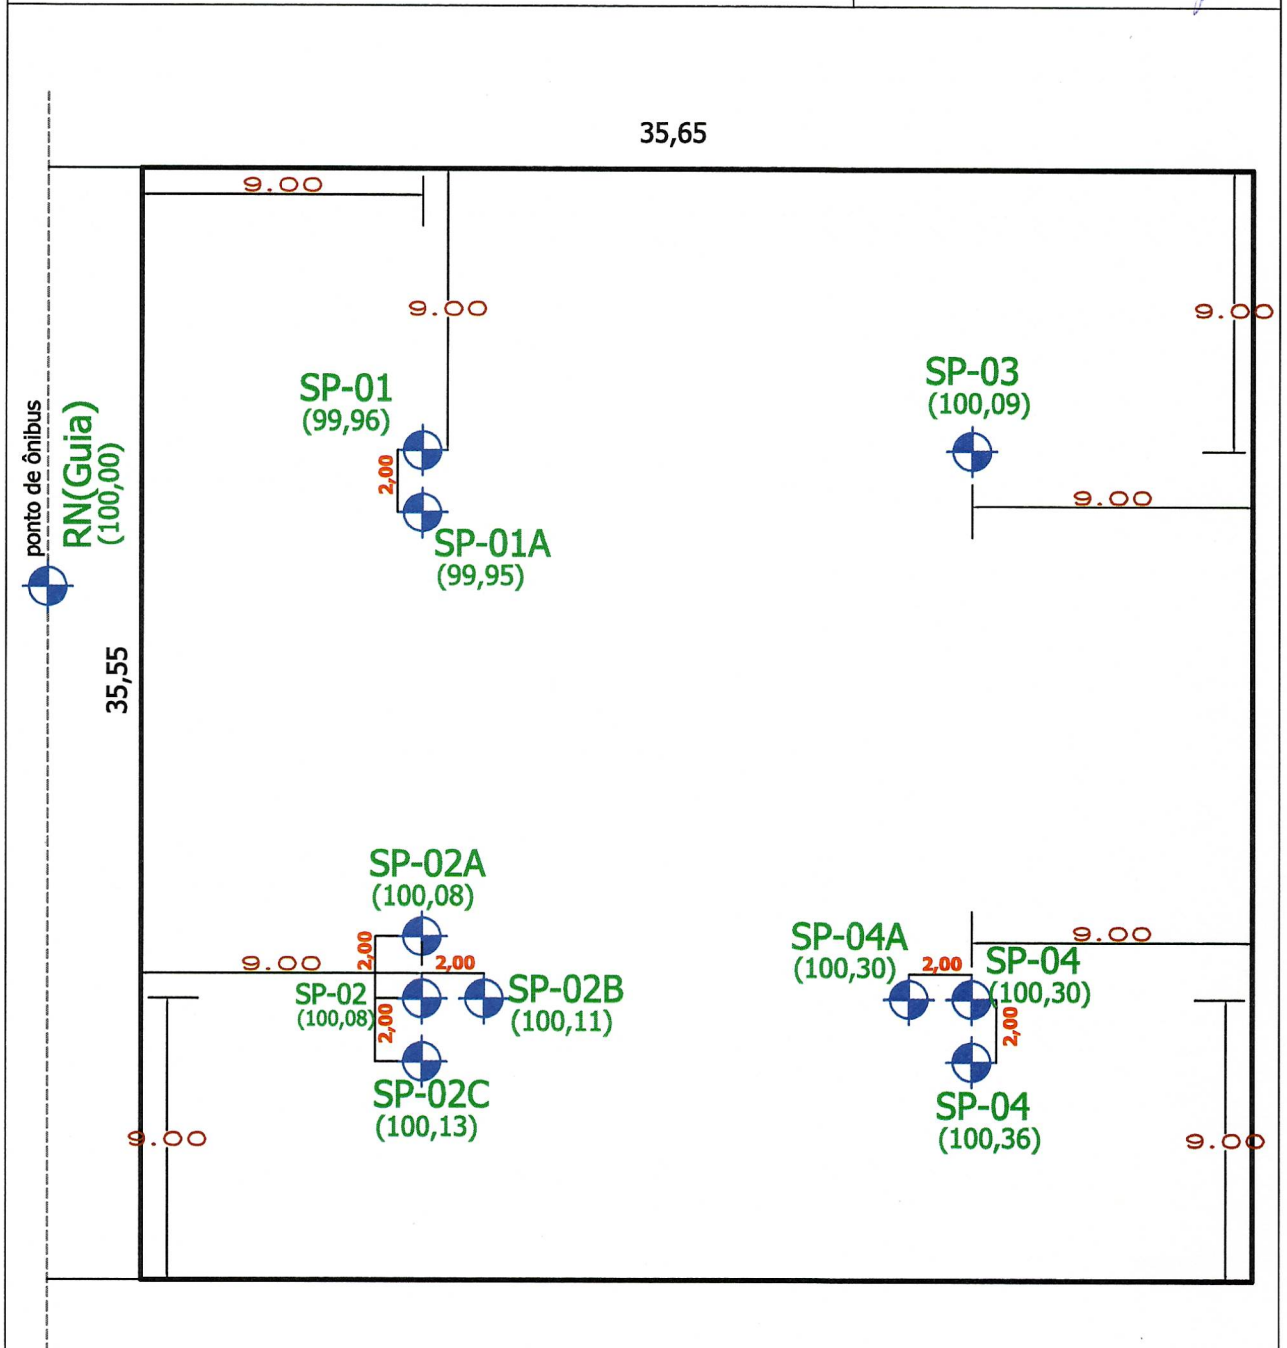 35,65
9.00
9.00
9.00
SP-01
(99,96)
SP-03
(100,09)
2,00
9.00
ponto de ônibus
RN(Guia)
(100,00)
SP-01A
(99,95)
35,55
SP-02A
(100,08)
2,00
9.00
2,00
SP-02
(100,08)
SP-02B
(100,11)
2,00
SP-02C
(100,13)
9.00
SP-04A
(100,30)
2,00
9.00
SP-04
(100,30)
2,00
SP-04
(100,36)
9.00